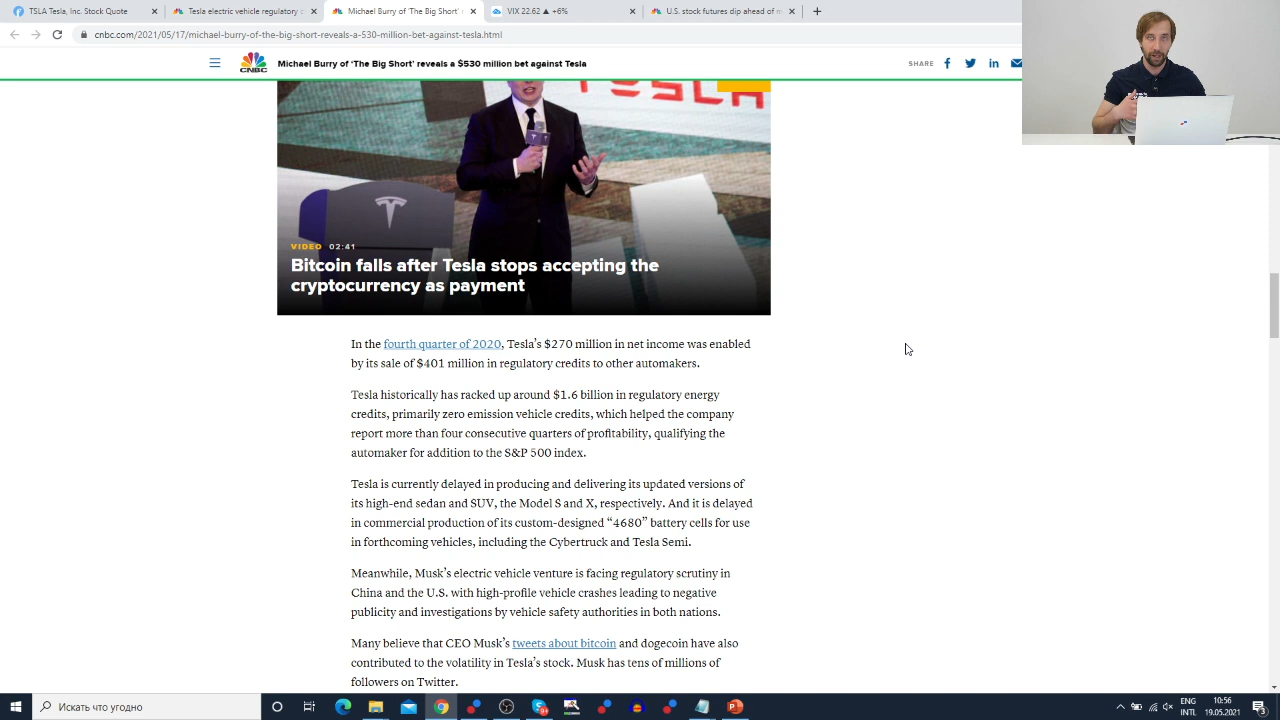 TSLA Tesla, Inc. Stock Quote
Tesla electric vehicle regulatory c
Michael Burry of 'The Big Short'
VIX 22.62 ▲ +6%
U.S. stock futures dip ahead of m
cnbc.com/2021/05/17/michael-burry-of-the-big-short-reveals-a-530-million-bet-against-tesla.html
CNBC
Michael Burry of ‘The Big Short’ reveals a $530 million bet against Tesla
SHARE
TESLA
VIDEO 02:41
Bitcoin falls after Tesla stops accepting the
cryptocurrency as payment
In the fourth quarter of 2020, Tesla’s $270 million in net income was enabled
by its sale of $401 million in regulatory credits to other automakers.
Tesla historically has racked up around $1.6 billion in regulatory energy
credits, primarily zero emission vehicle credits, which helped the company
report more than four consecutive quarters of profitability, qualifying the
automaker for addition to the S&P 500 index.
Tesla is currently delayed in producing and delivering its updated versions of
its high-end sedan and SUV, the Model S and X, respectively. And it is delayed
in commercial production of its custom-designed “4680” battery cells for use
in forthcoming vehicles, including the Cybertruck and Tesla Semi.
Meanwhile, Musk’s electric vehicle venture is facing regulatory scrutiny in
China and the U.S. with high-profile vehicle crashes leading to negative
publicity and investigations by vehicle safety authorities in both nations.
Many believe that CEO Musk’s tweets about bitcoin and dogecoin have also
contributed to the volatility in Tesla’s stock. Musk has tens of millions of
followers on Twitter.
Искать что угодно
ENG
INTL
10:56
19.05.2021